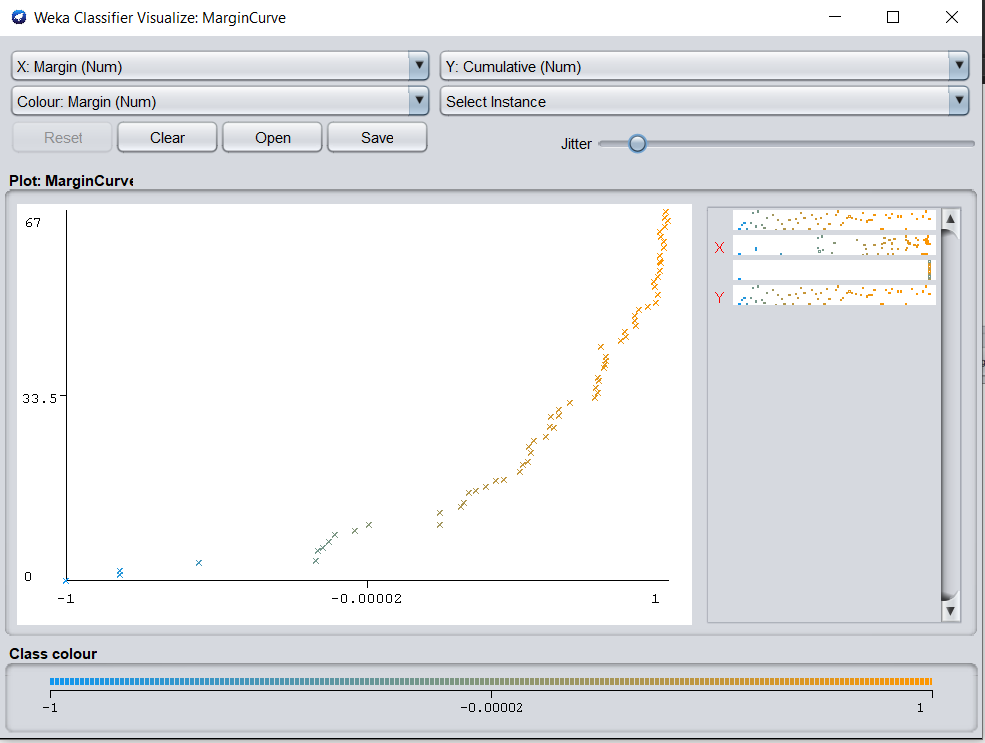 Weka Classifier Visualize: MarginCurve
X: Margin (Num)
Y: Cumulative (Num)
Colour: Margin (Num)
Select Instance
Reset
Clear
Open
Save
Jitter
Plot: MarginCurve
67
33.5
0
-1
-0.00002
1
X
Y
Class colour
-1
-0.00002
1